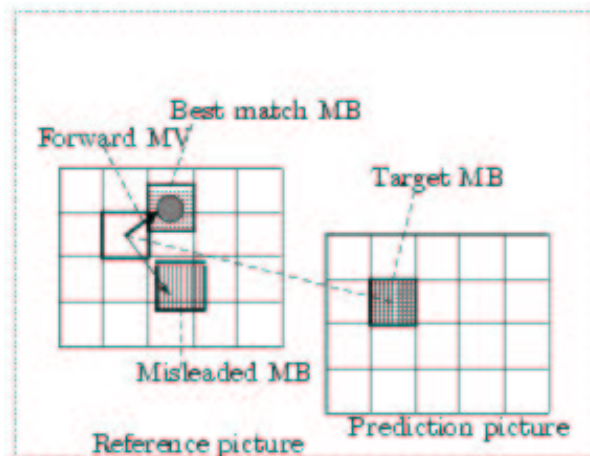 Best match MB
Forward MV
Target MB
Misleaded MB
Prediction picture
Reference picture